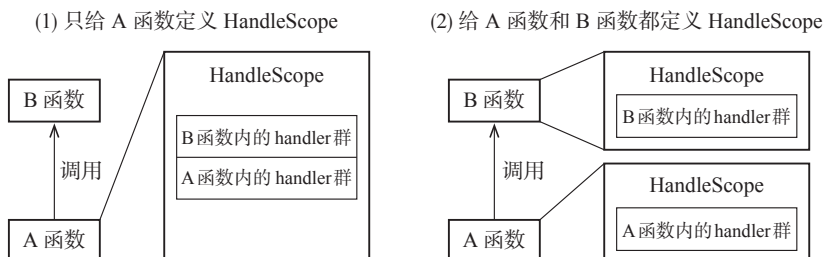 (1) 只给 A 函数定义 HandleScope
HandleScope
B 函数
B 函数内的 handler 群
A 函数内的 handler 群
调用
A 函数
(2) 给 A 函数和 B 函数都定义 HandleScope
HandleScope
B 函数
B 函数内的 handler 群
调用
HandleScope
A 函数
A 函数内的 handler 群